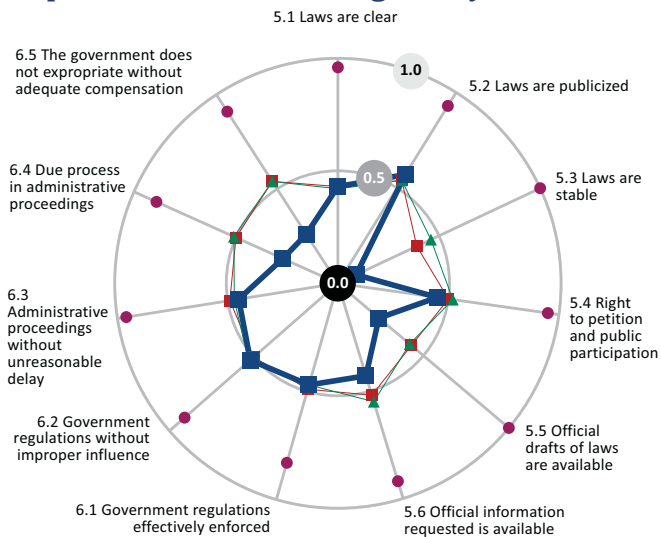 5.1 Laws are clear
1.0
5.2 Laws are publicized
5.3 Laws are
stable
5.4 Right
to petition
and public
participation
5.5 Official
drafts of laws
are available
5.6 Official information
requested is available
6.1 Government regulations
effectively enforced
6.2 Government
regulations without
improper influence
6.3
Administrative
proceedings
without
unreasonable
delay
6.4 Due process
in administrative
proceedings
6.5 The government does
not expropriate without
adequate compensation
0.5
0.0